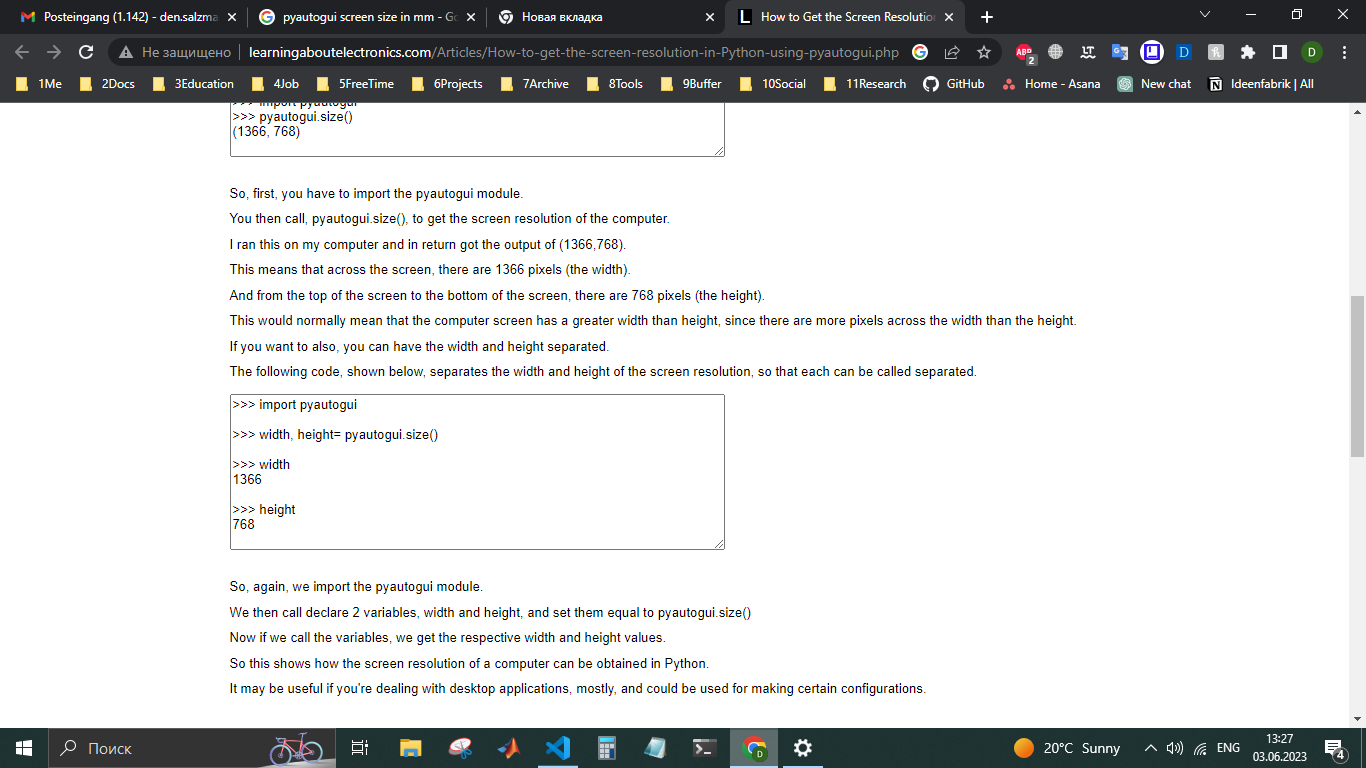 Posteingang (1.142) - den.salzma
pyautogui screen size in mm - Go
Новая вкладка
How to Get the Screen Resolution
Не защищено
learningaboutelectronics.com/Articles/How-to-get-the-screen-resolution-in-Python-using-pyautogui.php
ABP
2
D
D
1Me
2Docs
3Education
4Job
5FreeTime
6Projects
7Archive
8Tools
9Buffer
10Social
11Research
GitHub
Home - Asana
New chat
Ideenfabrik | All
>>> import pyautogui
>>> pyautogui.size()
(1366, 768)
So, first, you have to import the pyautogui module.
You then call, pyautogui.size(), to get the screen resolution of the computer.
I ran this on my computer and in return got the output of (1366,768).
This means that across the screen, there are 1366 pixels (the width).
And from the top of the screen to the bottom of the screen, there are 768 pixels (the height).
This would normally mean that the computer screen has a greater width than height, since there are more pixels across the width than the height.
If you want to also, you can have the width and height separated.
The following code, shown below, separates the width and height of the screen resolution, so that each can be called separated.
>>> import pyautogui
>>> width, height= pyautogui.size()
>>> width
1366
>>> height
768
So, again, we import the pyautogui module.
We then call declare 2 variables, width and height, and set them equal to pyautogui.size()
Now if we call the variables, we get the respective width and height values.
So this shows how the screen resolution of a computer can be obtained in Python.
It may be useful if you're dealing with desktop applications, mostly, and could be used for making certain configurations.
Поиск
20°C Sunny
ENG
13:27
03.06.2023
4